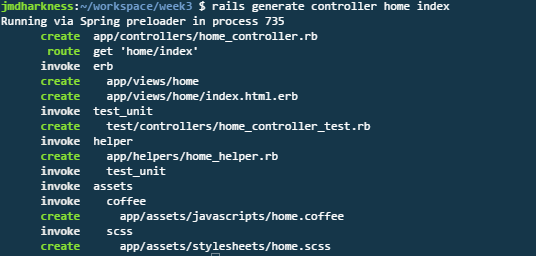 jmdharkness:~/workspace/week3 $ rails generate controller home index
Running via Spring preloader in process 735
      create  app/controllers/home_controller.rb
       route  get 'home/index'
      invoke  erb
      create    app/views/home
      create    app/views/home/index.html.erb
      invoke  test_unit
      create    test/controllers/home_controller_test.rb
      invoke  helper
      create    app/helpers/home_helper.rb
      invoke    test_unit
      invoke  assets
      invoke    coffee
      create      app/assets/javascripts/home.coffee
      invoke    scss
      create      app/assets/stylesheets/home.scss